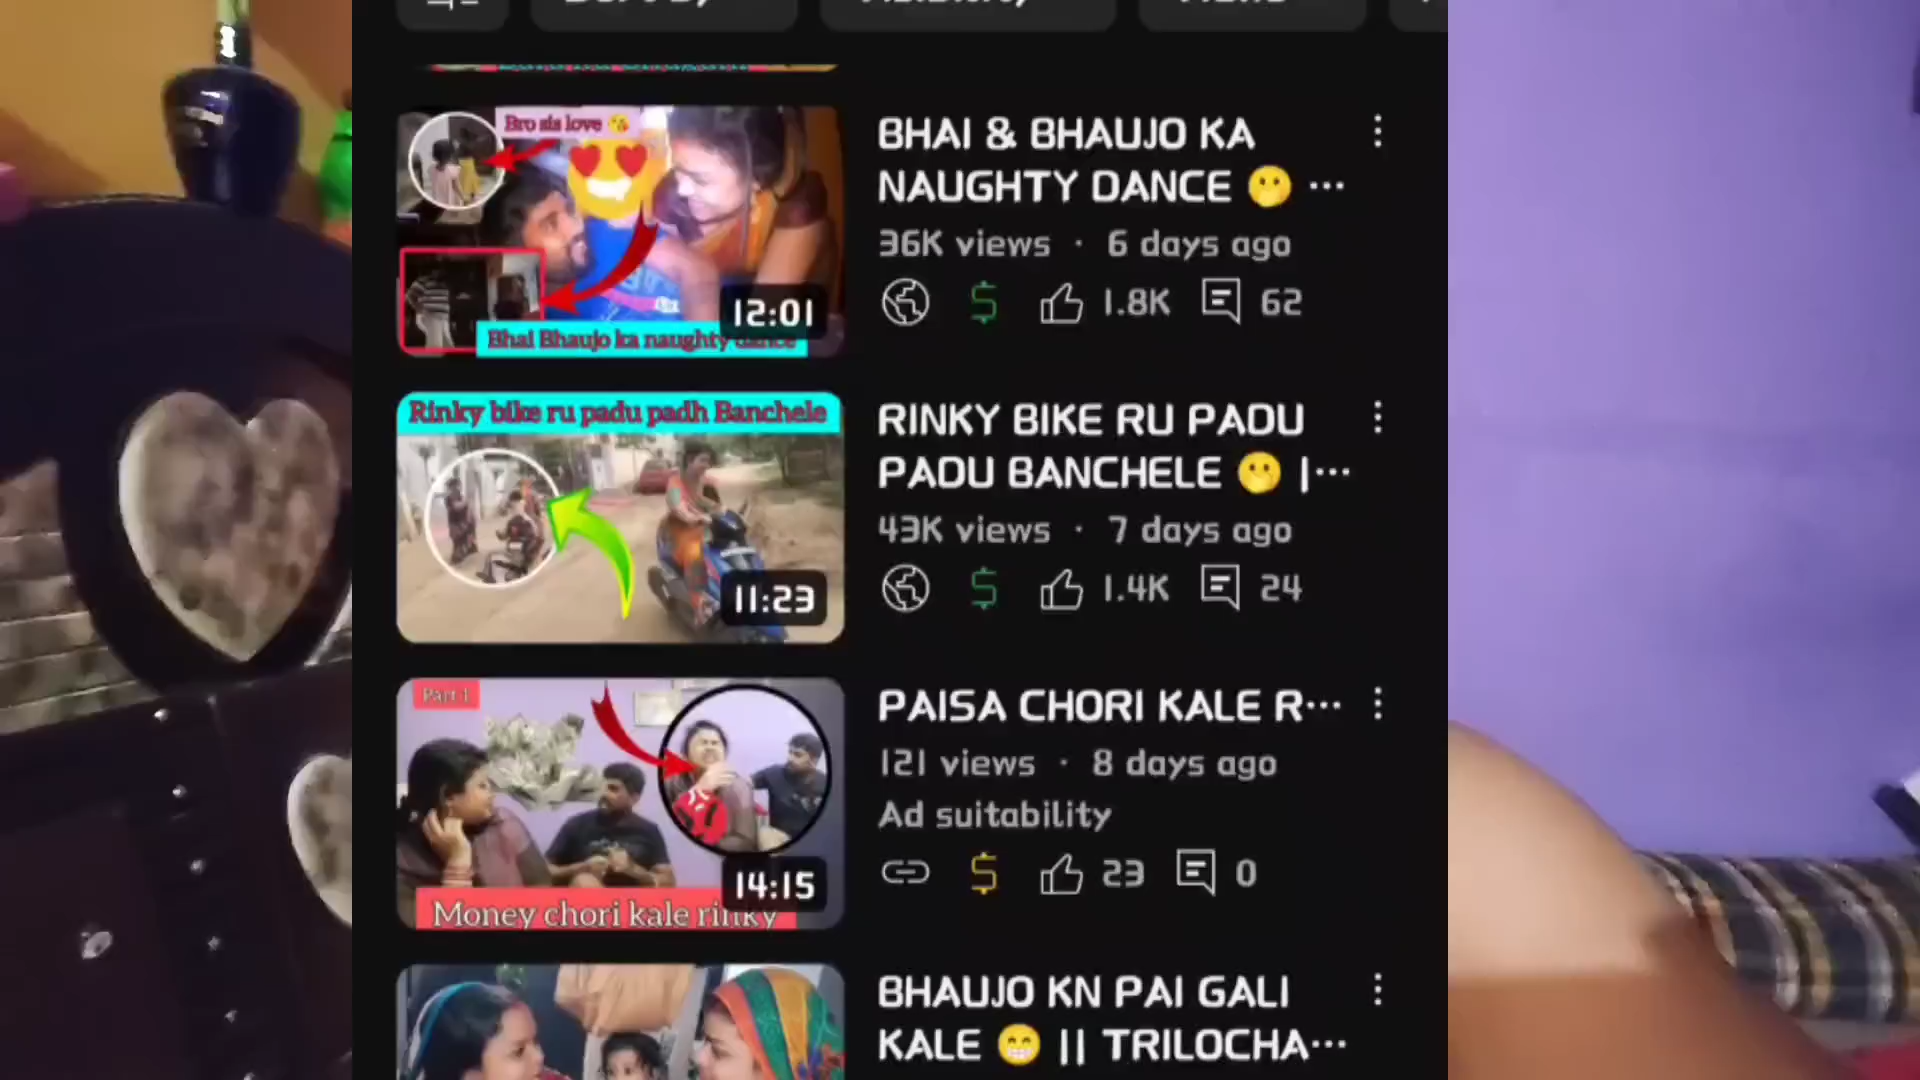 Bro sis love
12:01
Bhai Bhaujo ka naughty dance
BHAI & BHAUJO KA
NAUGHTY DANCE 🫢 ...
36K views · 6 days ago
1.8K 62
Rinky bike ru padu padh Banchele
11:23
RINKY BIKE RU PADU
PADU BANCHELE 🫢 |...
43K views · 7 days ago
1.4K 24
Part 1
14:15
Money chori kale rinky
PAISA CHORI KALE R...
121 views · 8 days ago
Ad suitability
23 0
BHAUJO KN PAI GALI
KALE 😁 || TRILOCHA...